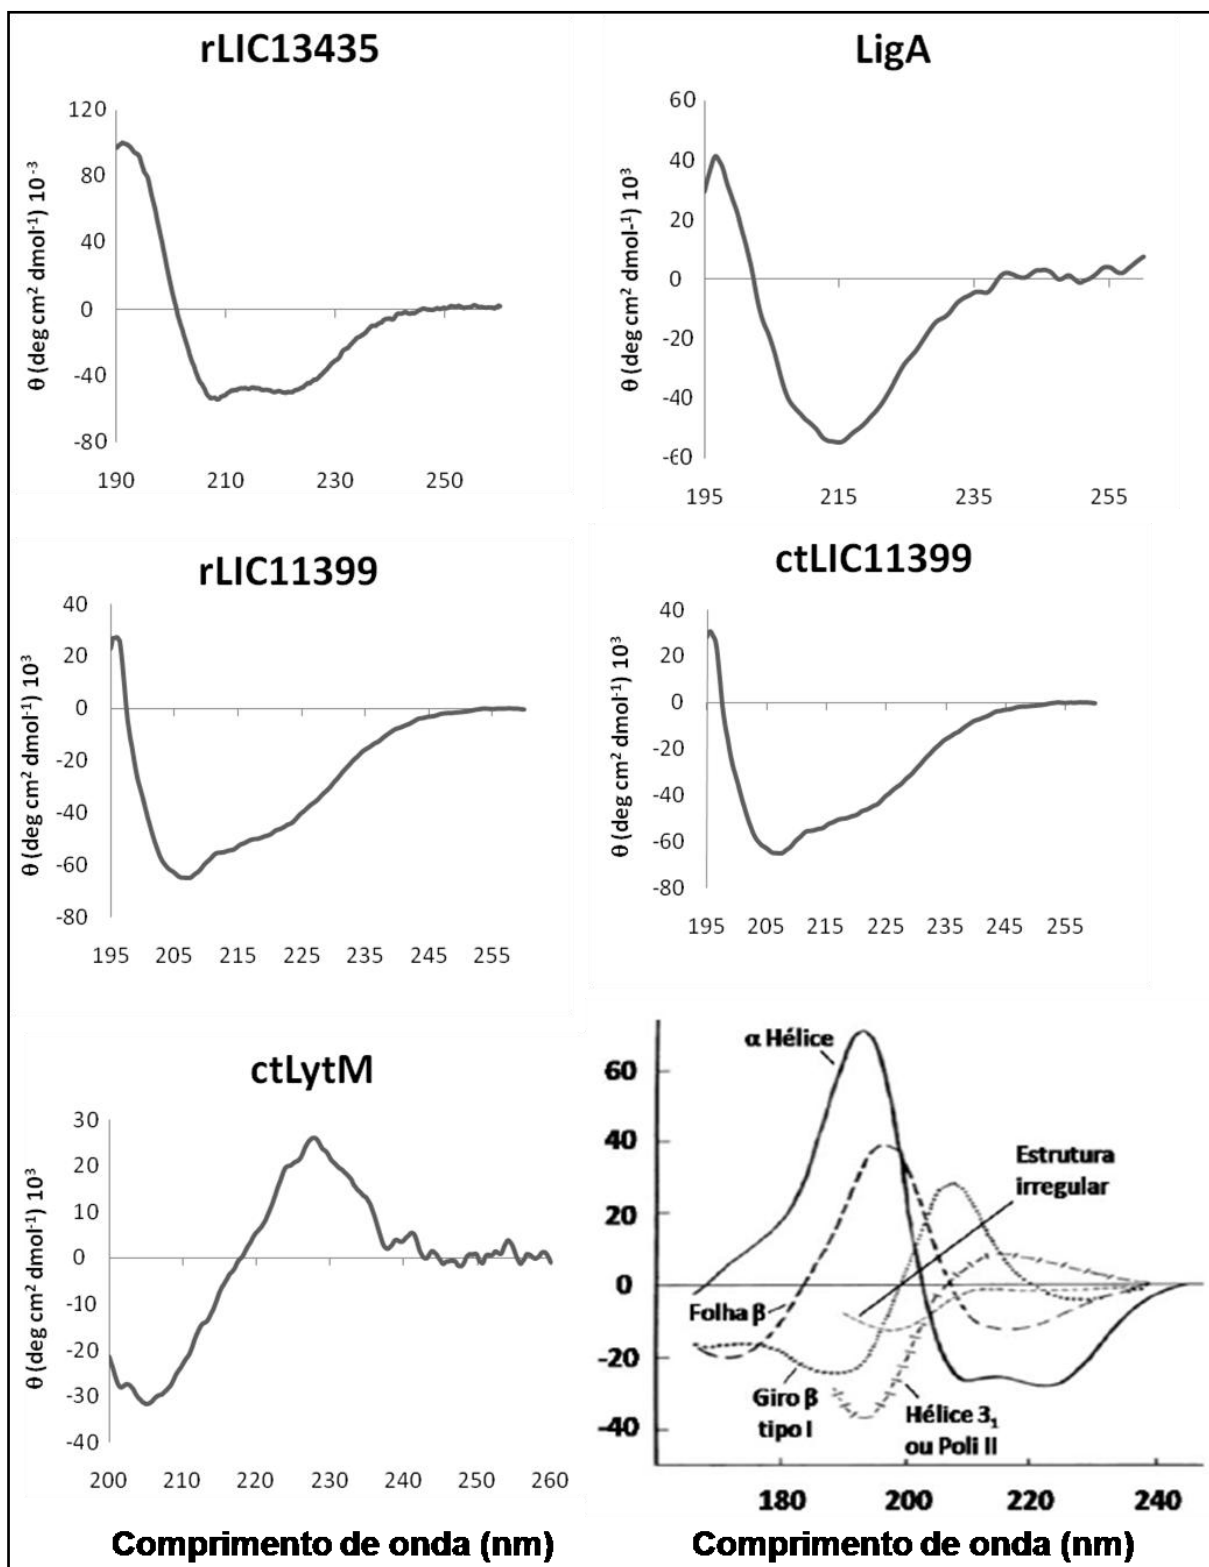 rLIC13435
θ (deg cm² dmol⁻¹) 10⁻³
120
80
40
0
-40
-80
190 210 230 250
LigA
θ (deg cm² dmol-¹) 10³
60
40
20
0
-20
-40
-60
195 215 235 255
rLIC11399
θ (deg cm² dmol⁻¹) 10³
40
20
0
-20
-40
-60
-80
195 205 215 225 235 245 255
ctLIC11399
θ (deg cm² dmol⁻¹) 10³
40
20
0
-20
-40
-60
-80
195 205 215 225 235 245 255
ctLytM
θ (deg cm² dmol⁻¹) 10³
30
20
10
0
-10
-20
-30
-40
200 210 220 230 240 250 260
Comprimento de onda (nm)
60
40
20
0
-20
-40
α Hélice
Estrutura
irregular
Folha β
Giro β
tipo I
Hélice 3₁
ou Poli II
180 200 220 240
Comprimento de onda (nm)